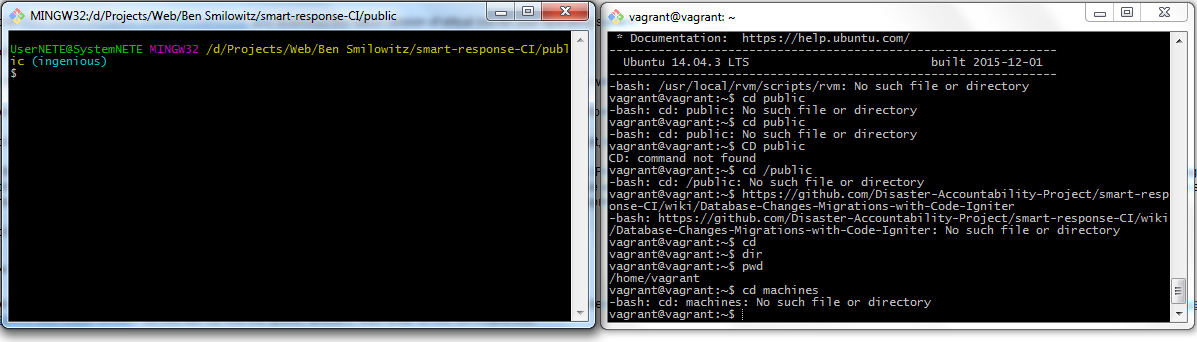 MINGW32:/d/Projects/Web/Ben Smilowitz/smart-response-CI/public
UserNETE@SystemNETE MINGW32 /d/Projects/Web/Ben Smilowitz/smart-response-CI/publ
ic (ingenious)
$
vagrant@vagrant: ~
* Documentation:  https://help.ubuntu.com/
----------------------------------------------------------------
Ubuntu 14.04.3 LTS                          built 2015-12-01
----------------------------------------------------------------
-bash: /usr/local/rvm/scripts/rvm: No such file or directory
vagrant@vagrant:~$ cd public
-bash: cd: public: No such file or directory
vagrant@vagrant:~$ cd public
-bash: cd: public: No such file or directory
vagrant@vagrant:~$ CD public
CD: command not found
vagrant@vagrant:~$ cd /public
-bash: cd: /public: No such file or directory
vagrant@vagrant:~$ https://github.com/Disaster-Accountability-Project/smart-resp
onse-CI/wiki/Database-Changes-Migrations-with-Code-Igniter
-bash: https://github.com/Disaster-Accountability-Project/smart-response-CI/wiki
/Database-Changes-Migrations-with-Code-Igniter: No such file or directory
vagrant@vagrant:~$ cd
vagrant@vagrant:~$ dir
vagrant@vagrant:~$ pwd
/home/vagrant
vagrant@vagrant:~$ cd machines
-bash: cd: machines: No such file or directory
vagrant@vagrant:~$